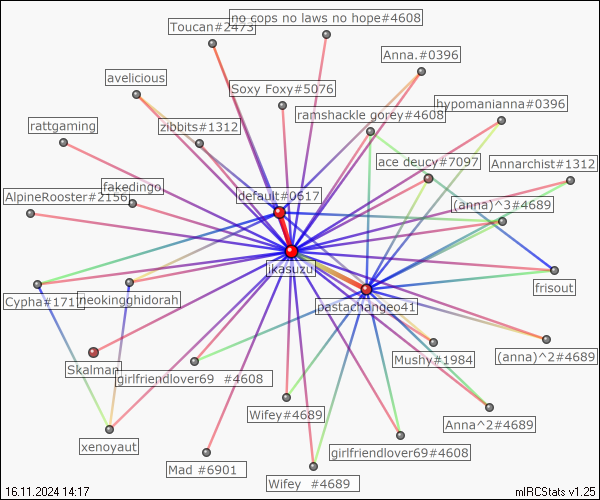 no cops no laws no hope#4608
Toucan#2473
Anna.#0396
avelicious
Soxy Foxy#5076
hypomanianna#0396
ramshackle gorey#4608
rattgaming
zibbits#1312
ace deucy#7097
Annarchist#1312
fakedingo
AlpineRooster#2156
default#0617
(anna)^3#4689
jkasuzu
frisout
Cypha#171
neokingghidorah
pastachangeo41
(anna)^2#4689
Mushy#1984
Skalman
girlfriendlover69 #4608
Wifey#4689
Anna^2#4689
xenoyaut
girlfriendlover69#4608
Mad #6901
Wifey #4689
16.11.2024 14:17
mIRCStats v1.25